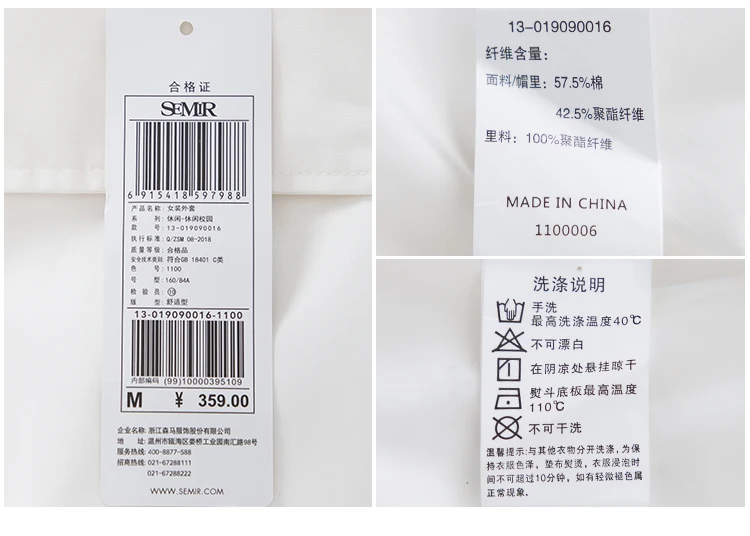 合格证
SEMIR
6 915418 597988
产品名称: 女装外套
系 列: 休闲-休闲校园
款 号: 13-019090016
执行标准: Q/ZSM 08-2018
质量等级: 合格品
安全技术类别: 符合GB 18401 C类
色 号: 1100
号 型: 160/84A
检 验 员: ⑩
版 型: 舒适型
13-019090016-1100
内部编码 (99)10000395109
M ¥ 359.00
企业名称: 浙江森马服饰股份有限公司
地 址: 温州市瓯海区娄桥工业园南汇路98号
服务热线: 400-8877-588
招商热线: 021-67288111
021-67288222
WWW.SEMIR.COM
13-019090016
纤维含量:
面料/帽里: 57.5%棉
42.5%聚酯纤维
里料: 100%聚酯纤维
MADE IN CHINA
1100006
洗涤说明
手洗
最高洗涤温度40℃
不可漂白
在阴凉处悬挂晾干
熨斗底板最高温度
110℃
不可干洗
温馨提示:与其他衣物分开洗涤,为保
持衣服色泽,垫布熨烫,衣服浸泡时
间不可超过10分钟,如有轻微褪色属
正常现象.